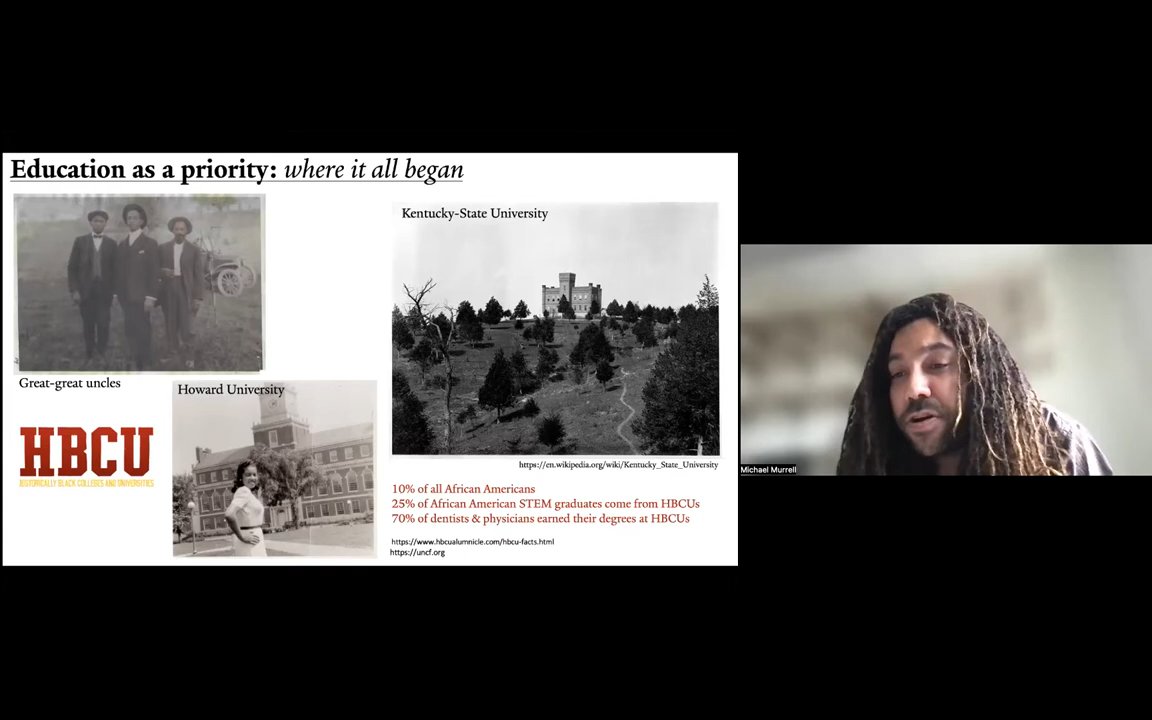 Education as a priority: where it all began
Great-great uncles
HBCU
HISTORICALLY BLACK COLLEGES AND UNIVERSITIES
Howard University
Kentucky-State University
https://en.wikipedia.org/wiki/Kentucky_State_University
10% of all African Americans
25% of African American STEM graduates come from HBCUs
70% of dentists & physicians earned their degrees at HBCUs
https://www.hbcualumnicle.com/hbcu-facts.html
https://uncf.org
Michael Murrell